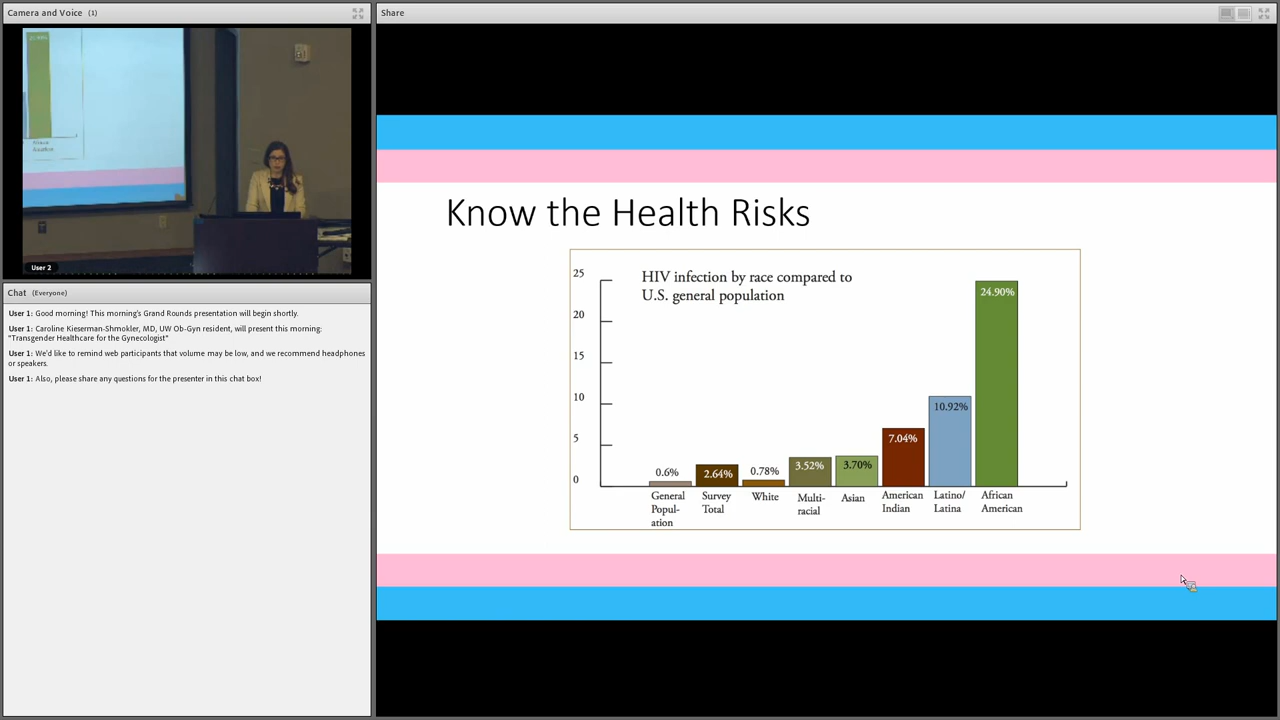 Camera and Voice (1)
User 2
Chat (Everyone)
User 1: Good morning! This morning's Grand Rounds presentation will begin shortly.
User 1: Caroline Kieserman-Shmokler, MD, UW Ob-Gyn resident, will present this morning:
"Transgender Healthcare for the Gynecologist"
User 1: We'd like to remind web participants that volume may be low, and we recommend headphones
or speakers.
User 1: Also, please share any questions for the presenter in this chat box!
Share
Know the Health Risks
HIV infection by race compared to
U.S. general population
25
20
15
10
5
0
0.6%
2.64%
0.78%
3.52%
3.70%
7.04%
10.92%
24.90%
General
Popul-
ation
Survey
Total
White
Multi-
racial
Asian
American
Indian
Latino/
Latina
African
American